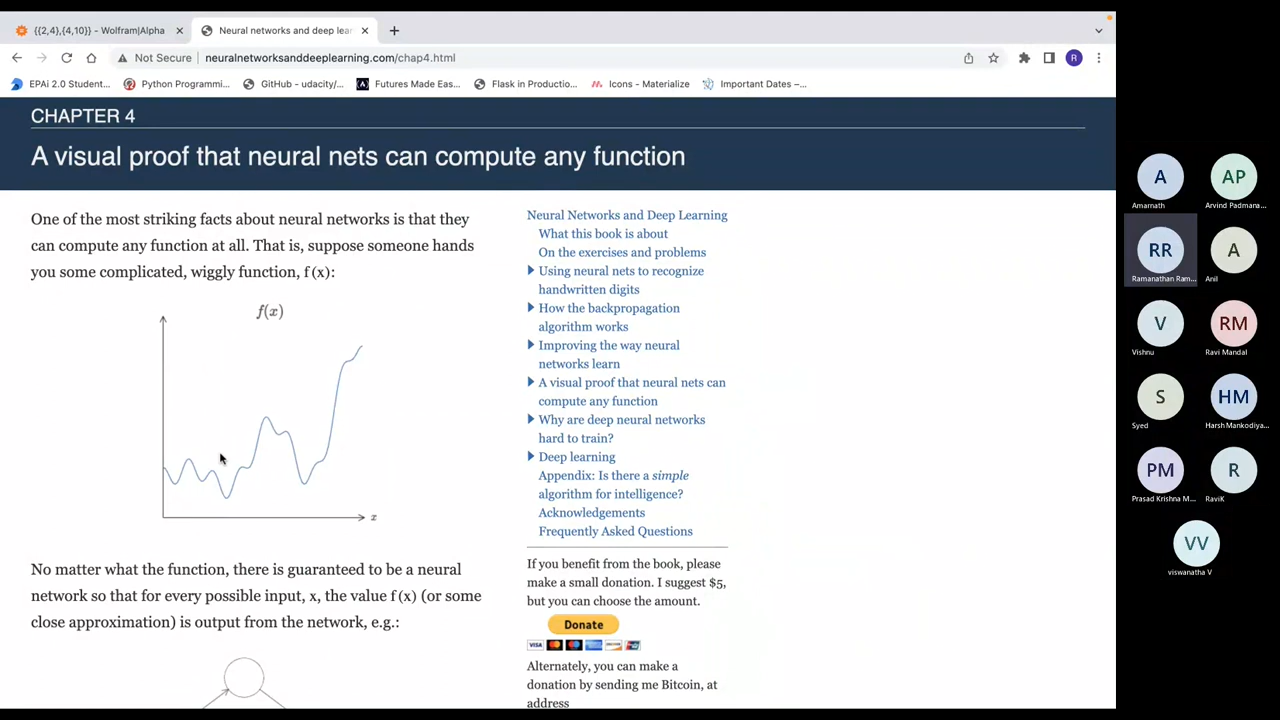 {{2,4},{4,10}} - Wolfram|Alpha
Neural networks and deep lear
Not Secure
neuralnetworksanddeeplearning.com/chap4.html
R
EPAi 2.0 Student...
Python Programmi...
GitHub - udacity/...
Futures Made Eas...
Flask in Productio...
Icons - Materialize
Important Dates –...
CHAPTER 4
A visual proof that neural nets can compute any function
One of the most striking facts about neural networks is that they
can compute any function at all. That is, suppose someone hands
you some complicated, wiggly function, f(x):
f(x)
x
No matter what the function, there is guaranteed to be a neural
network so that for every possible input, x, the value f(x) (or some
close approximation) is output from the network, e.g.:
Neural Networks and Deep Learning
What this book is about
On the exercises and problems
Using neural nets to recognize
handwritten digits
How the backpropagation
algorithm works
Improving the way neural
networks learn
A visual proof that neural nets can
compute any function
Why are deep neural networks
hard to train?
Deep learning
Appendix: Is there a simple
algorithm for intelligence?
Acknowledgements
Frequently Asked Questions
If you benefit from the book, please
make a small donation. I suggest $5,
but you can choose the amount.
Donate
VISA
Alternately, you can make a
donation by sending me Bitcoin, at
address
A
Amarnath
AP
Arvind Padmana...
RR
Ramanathan Ram...
A
Anil
V
Vishnu
RM
Ravi Mandal
S
Syed
HM
Harsh Mankodiya...
PM
Prasad Krishna M...
R
RaviK
VV
viswanatha V